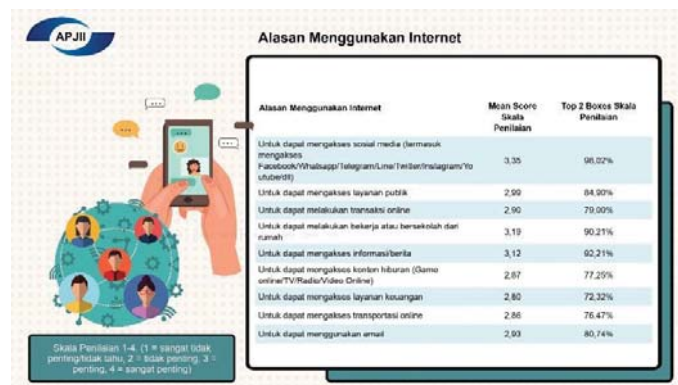 APJII
Alasan Menggunakan Internet
Alasan Menggunakan Internet
Mean Score
Skala
Penilaian
Top 2 Boxes Skala
Penilaian
Untuk dapat mengakses sosial media (termasuk
mengakses
Facebook/Whatsapp/Telegram/Line/Twitter/Instagram/Yo
utube/dll)
3,35
98,02%
Untuk dapat mengakses layanan publik
2,99
84,90%
Untuk dapat melakukan transaksi online
2,90
79,00%
Untuk dapat melakukan bekerja atau bersekolah dari
rumah
3,19
90,21%
Untuk dapat mengakses informasi/berita
3,12
92,21%
Untuk dapat mengakses konten hiburan (Game
online/TV/Radio/Video Online)
2,87
77,25%
Untuk dapat mengakses layanan keuangan
2,80
72,32%
Untuk dapat mengakses transportasi online
2,86
76,47%
Untuk dapat menggunakan email
2,93
80,74%
Skala Penilaian 1-4. (1 = sangat tidak
penting/tidak tahu, 2 = tidak penting, 3 =
penting, 4 = sangat penting)